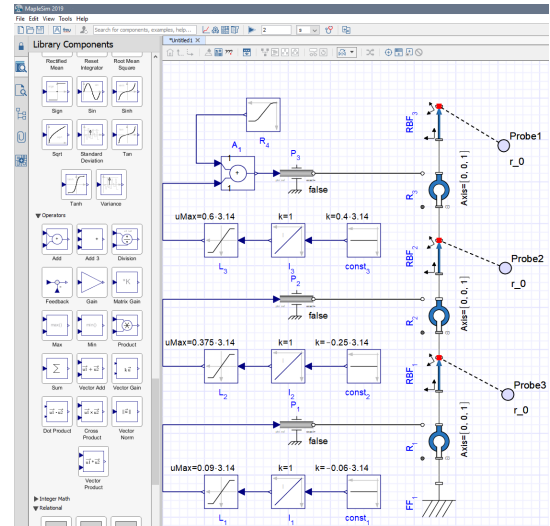 MapleSim 2019
File Edit View Tools Help
Search for components, examples, help...
2
s
Library Components
*Untitled1 X
Rectified Mean
Reset Integrator
Root Mean Square
Sign
Sin
Sinh
Sqrt
Standard Deviation
Tan
Tanh
Variance
Operators
Add
Add 3
Division
Feedback
Gain
Matrix Gain
Max
Min
Product
Sum
Vector Add
Vector Gain
Dot Product
Cross Product
Vector Norm
Vector Product
Integer Math
Relational
R4
A1
1
1
P3
false
RBF3
Probe1
r_0
R3
Axis=[0, 0, 1]
uMax=0.6·3.14
k=1
k=0.4·3.14
L3
I3
const3
P2
false
RBF2
Probe2
r_0
R2
Axis=[0, 0, 1]
uMax=0.375·3.14
k=1
k=-0.25·3.14
L2
I2
const2
P1
false
RBF1
Probe3
r_0
R1
Axis=[0, 0, 1]
uMax=0.09·3.14
k=1
k=-0.06·3.14
L1
I1
const1
FF1